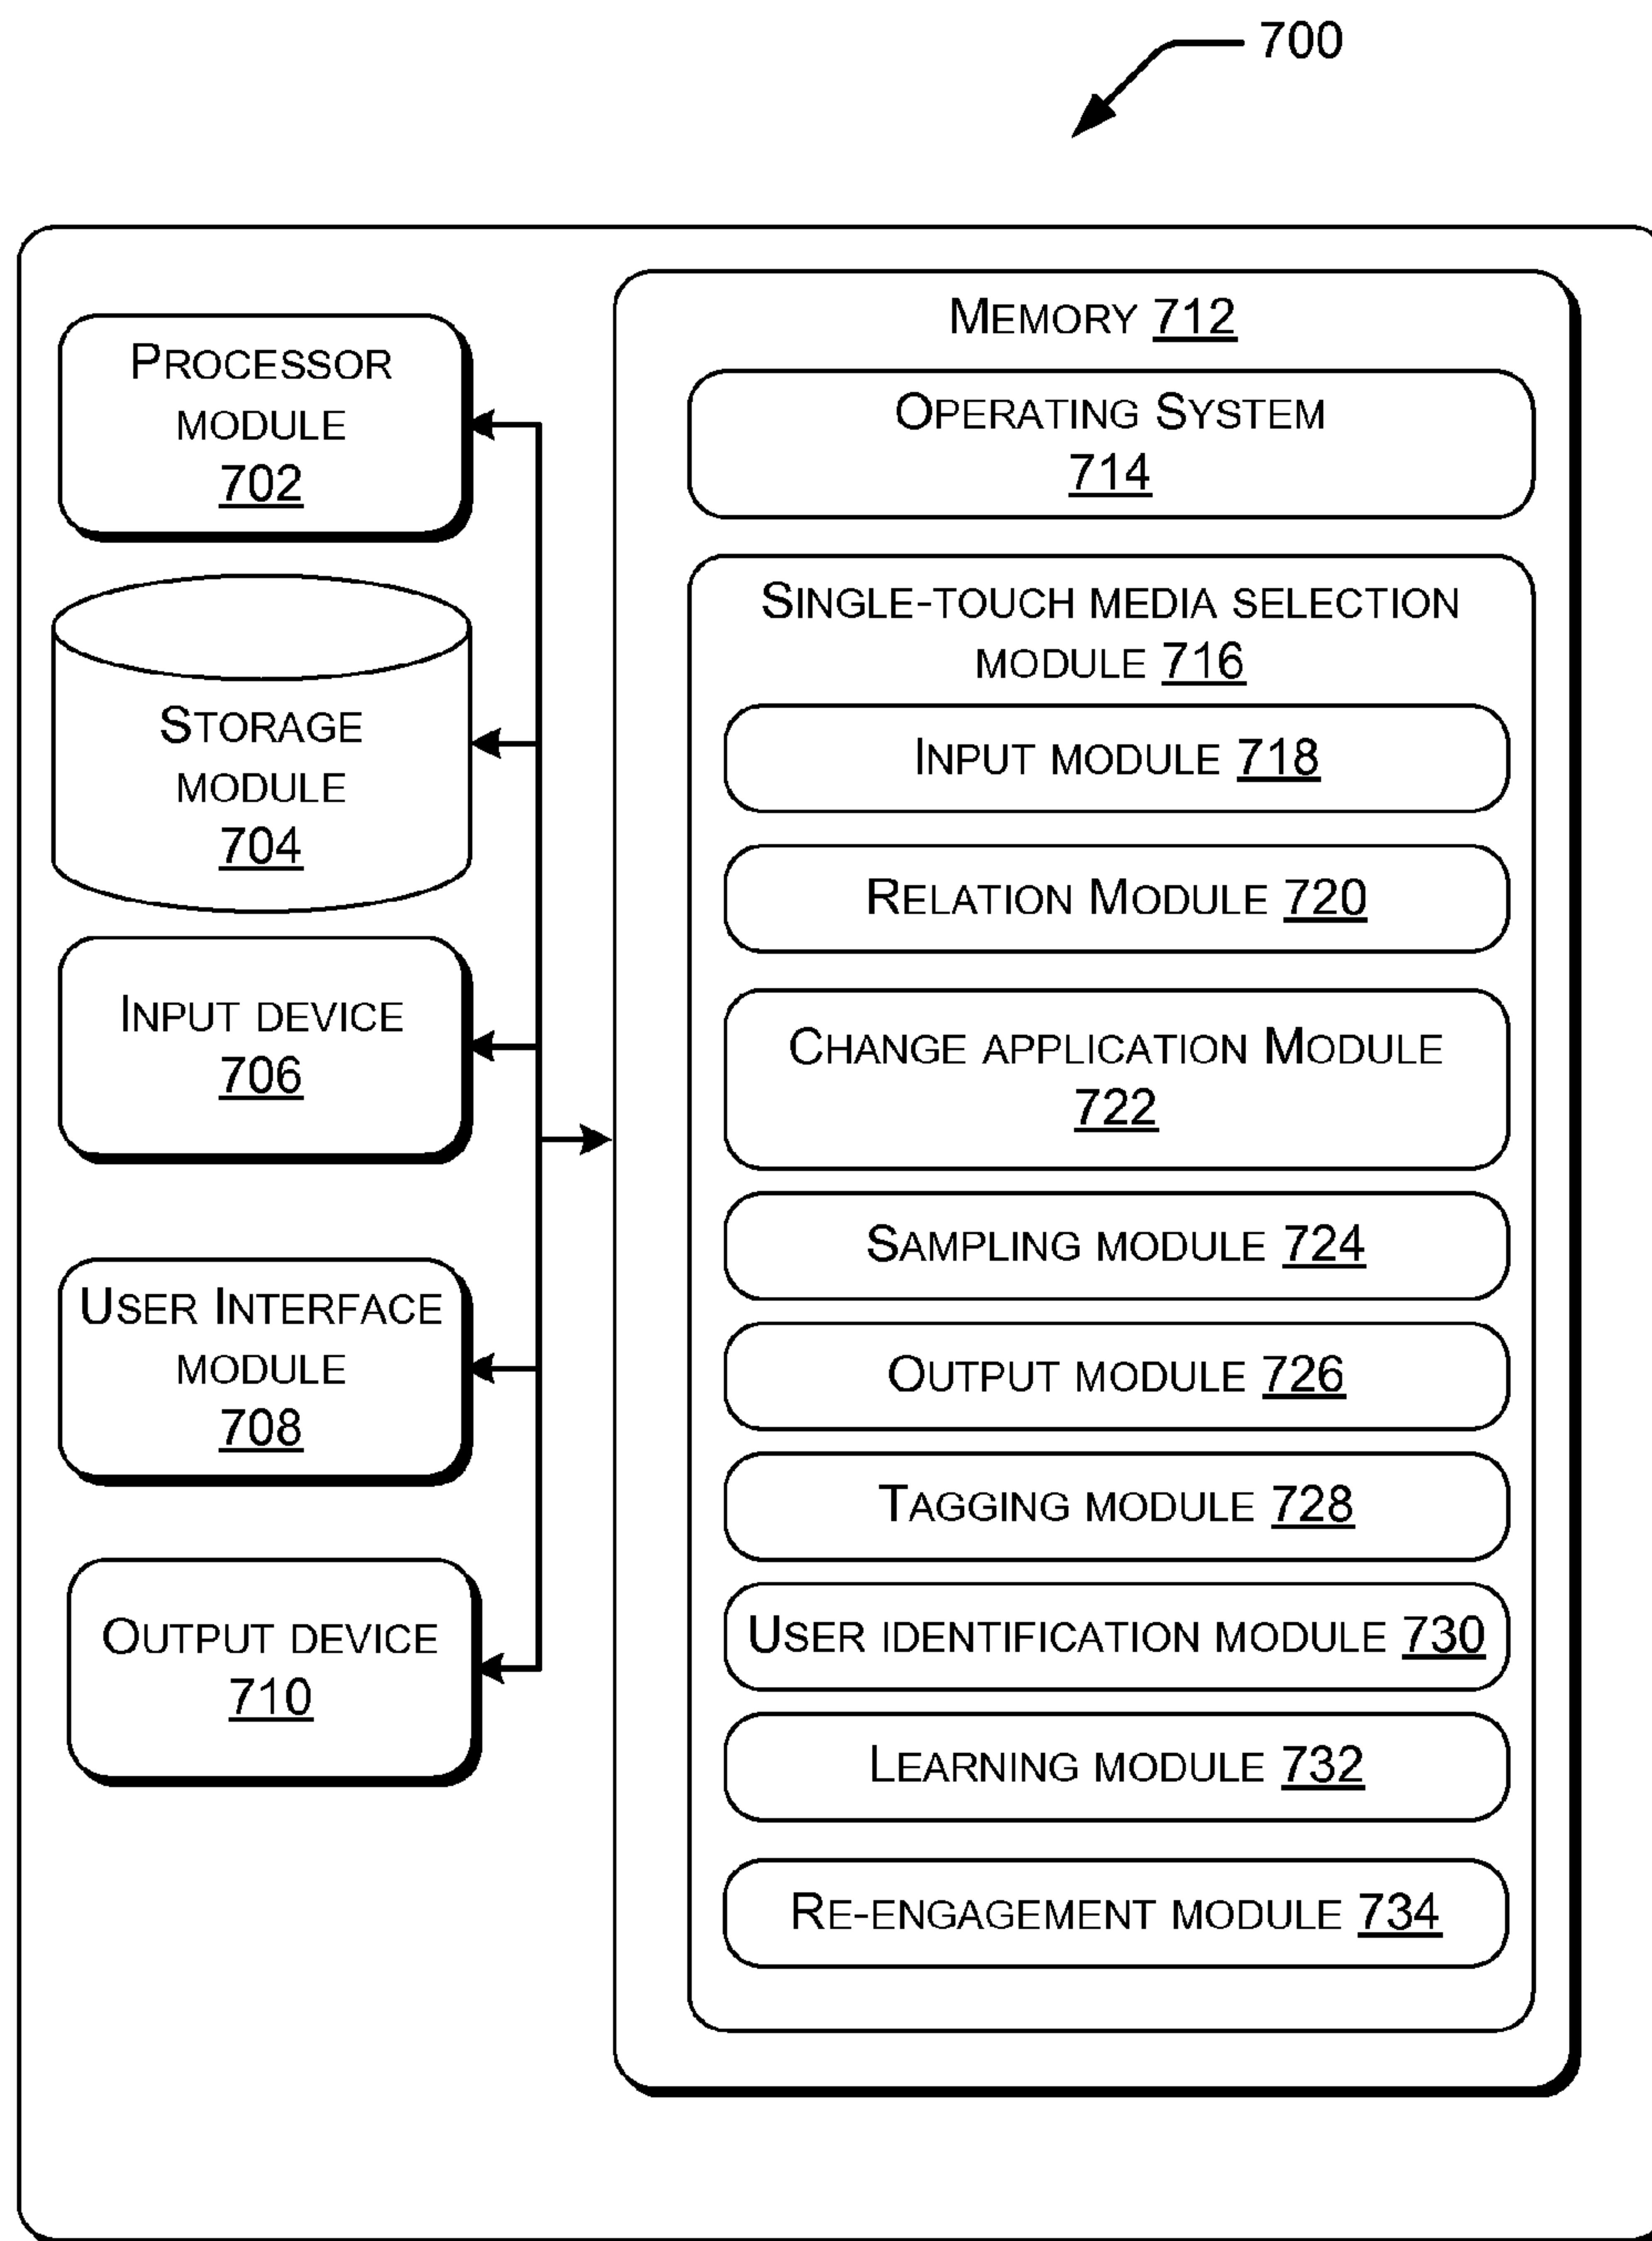 700
Processor
module
702
Storage
module
704
Input device
706
User Interface
module
708
Output device
710
Memory 712
Operating System
714
Single-touch media selection
module 716
Input module 718
Relation Module 720
Change application Module
722
Sampling module 724
Output module 726
Tagging module 728
User identification module 730
Learning module 732
Re-engagement module 734